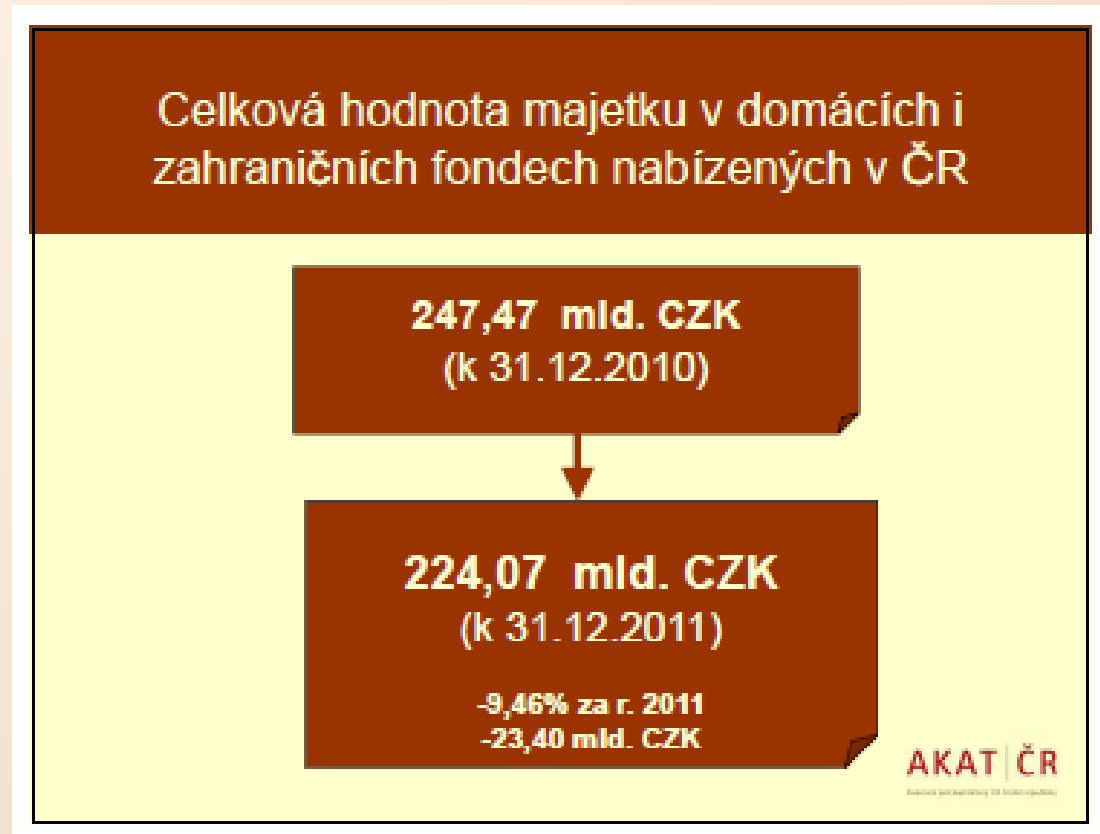 Celková hodnota majetku v domácích i
zahraničních fondech nabízených v ČR
247,47 mld. CZK
(k 31.12.2010)
224,07 mld. CZK
(k 31.12.2011)
-9,46% za r. 2011
-23,40 mld. CZK
AKAT ČR